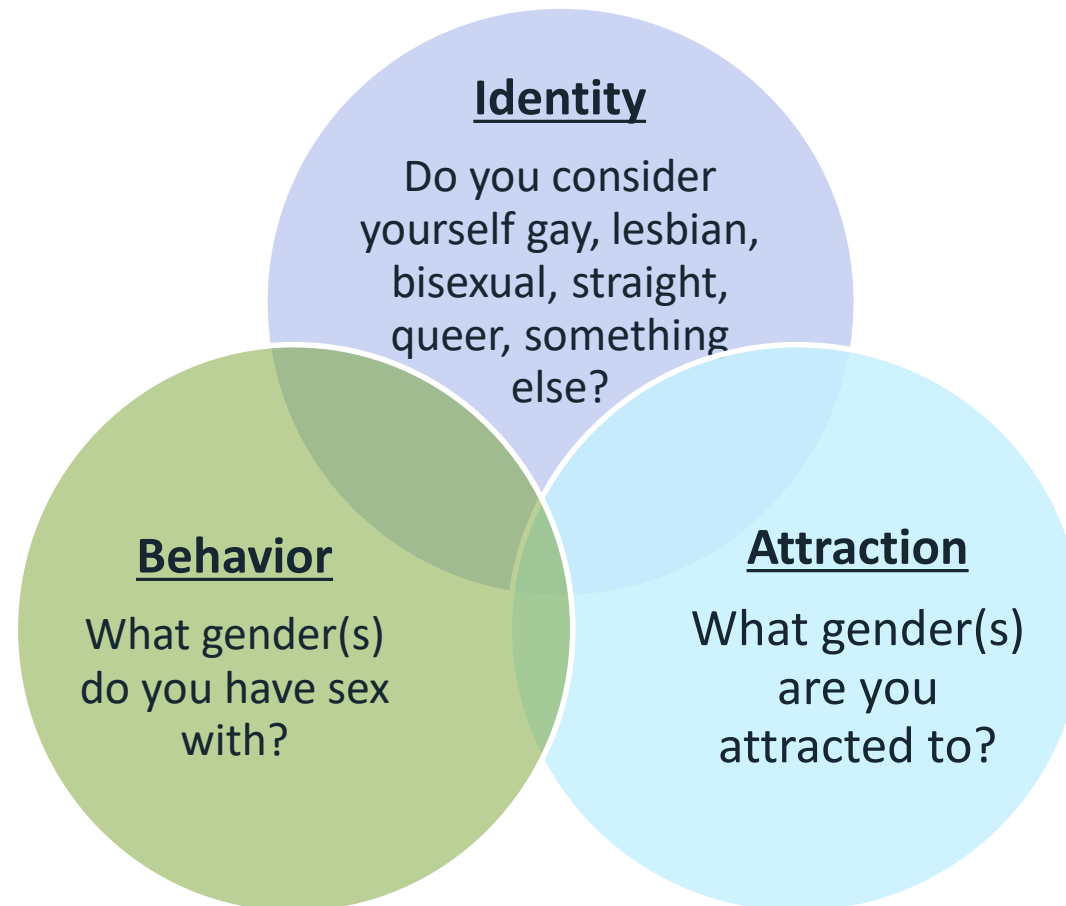 Identity
Do you consider
yourself gay, lesbian,
bisexual, straight,
queer, something
else?
Behavior
What gender(s)
do you have sex
with?
Attraction
What gender(s)
are you
attracted to?